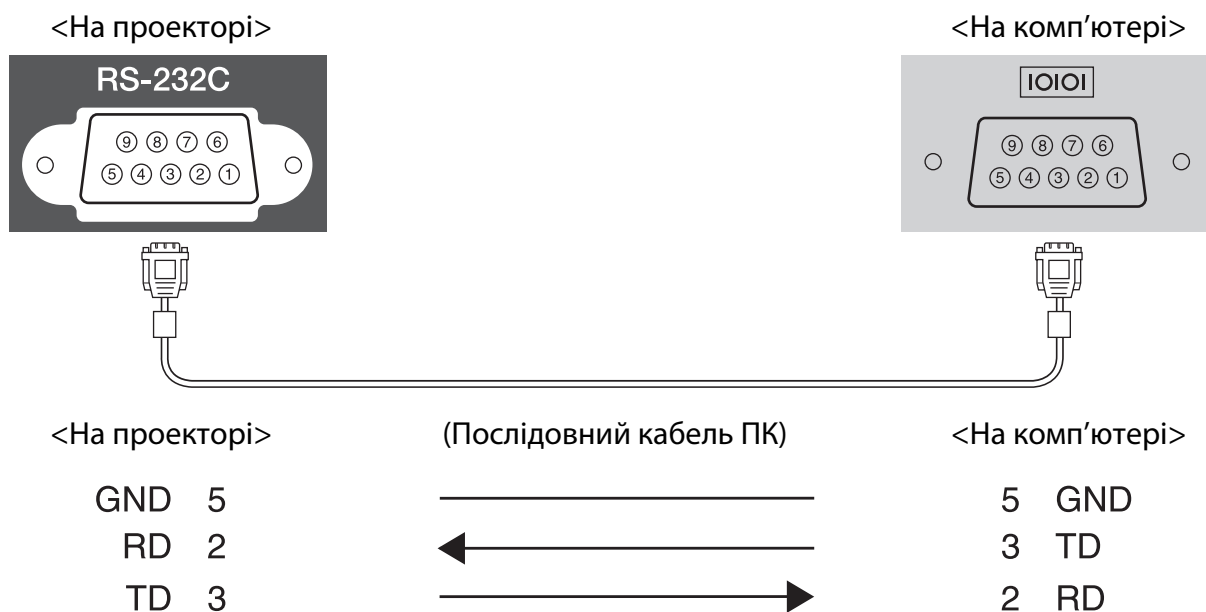 <На проекторі> <На комп’ютері>
RS-232C IOIOI
9 8 7 6 9 8 7 6
5 4 3 2 1 5 4 3 2 1
<На проекторі> (Послідовний кабель ПК) <На комп’ютері>
GND 5 5 GND
RD 2 3 TD
TD 3 2 RD